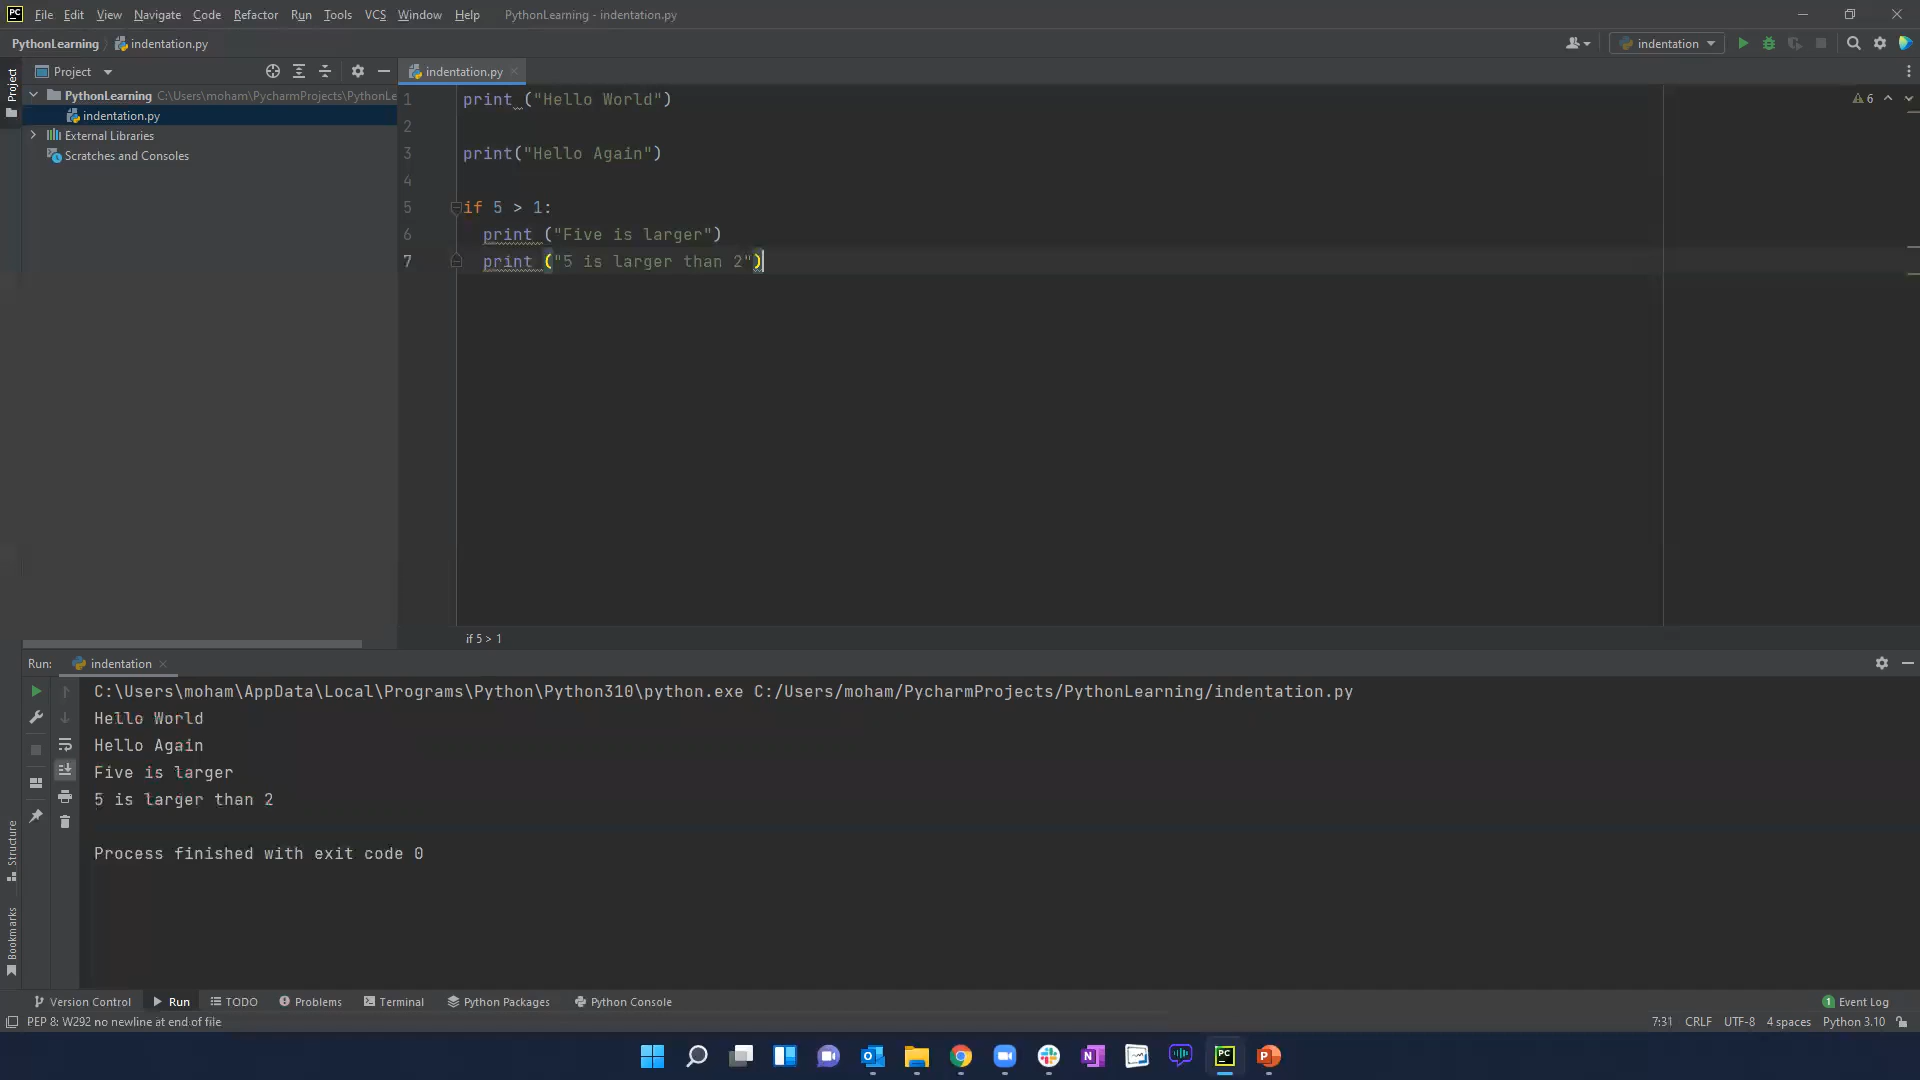 PC File Edit View Navigate Code Refactor Run Tools VCS Window Help PythonLearning - indentation.py
PythonLearning indentation.py indentation
Project Project indentation.py
PythonLearning C:\Users\moham\PycharmProjects\PythonLe
indentation.py
External Libraries
Scratches and Consoles
1 print ("Hello World") 6
2
3 print("Hello Again")
4
5 if 5 > 1:
6 print ("Five is larger")
7 print ("5 is larger than 2")
if 5 > 1
Run: indentation
C:\Users\moham\AppData\Local\Programs\Python\Python310\python.exe C:/Users/moham/PycharmProjects/PythonLearning/indentation.py
Hello World
Hello Again
Five is larger
5 is larger than 2
Process finished with exit code 0
Structure
Bookmarks
Version Control Run TODO Problems Terminal Python Packages Python Console 1 Event Log
PEP 8: W292 no newline at end of file 7:31 CRLF UTF-8 4 spaces Python 3.10
O N PC P